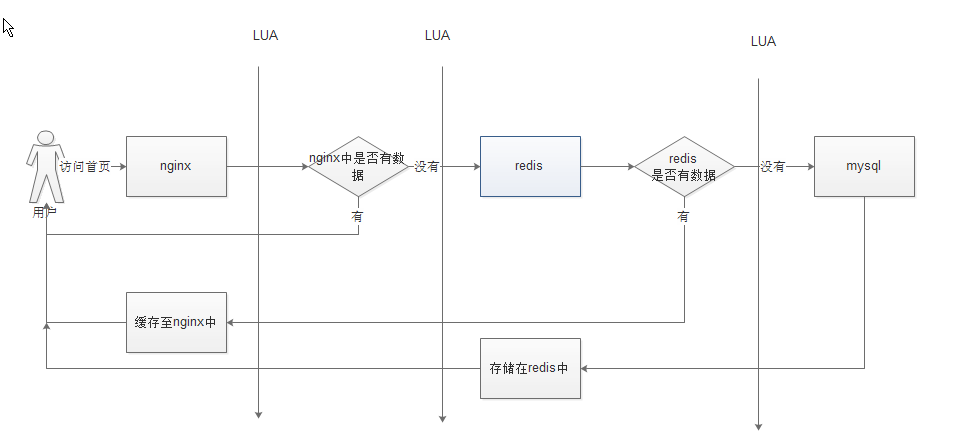 LUA
LUA
LUA
访问首页
nginx
nginx中是否有数
据
没有
redis
redis
是否有数据
没有
mysql
用户
有
有
缓存至nginx中
存储在redis中